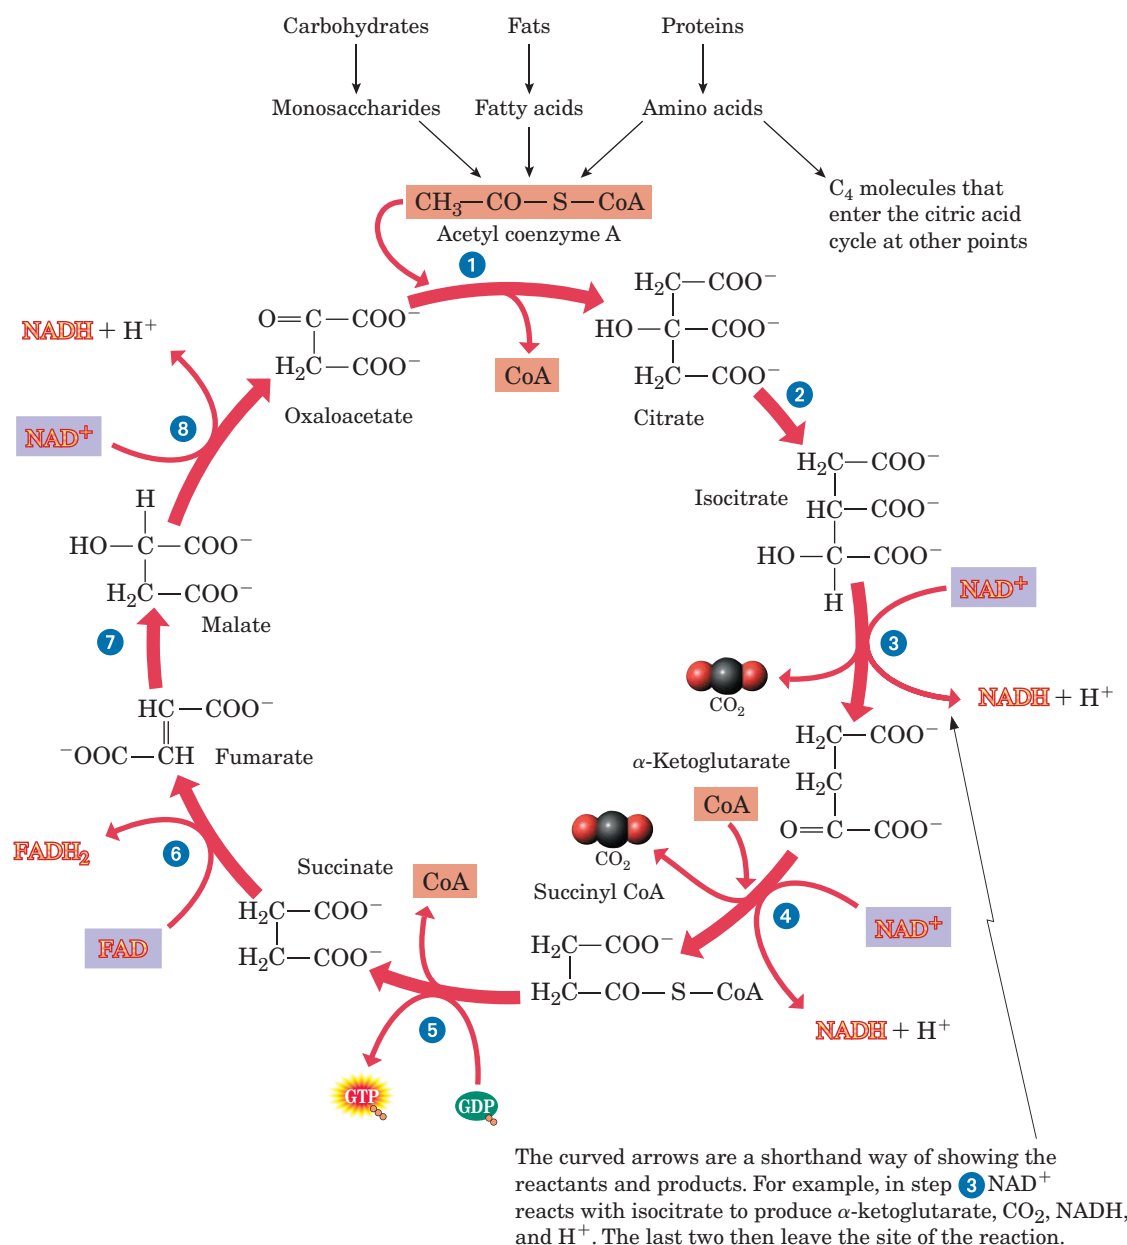 Carbohydrates Fats Proteins
Monosaccharides Fatty acids Amino acids
CH₃—CO—S—CoA
Acetyl coenzyme A
C₄ molecules that
enter the citric acid
cycle at other points
1
O=C—COO⁻
H₂C—COO⁻
Oxaloacetate
CoA
H₂C—COO⁻
HO—C—COO⁻
H₂C—COO⁻
Citrate
2
H₂C—COO⁻
HC—COO⁻
HO—C—COO⁻
H
Isocitrate
NAD⁺
3
CO₂
NADH + H⁺
H₂C—COO⁻
H₂C
O=C—COO⁻
α-Ketoglutarate
CoA
CO₂
4
NAD⁺
NADH + H⁺
Succinyl CoA
H₂C—COO⁻
H₂C—CO—S—CoA
CoA
5
GTP
GDP
Succinate
H₂C—COO⁻
H₂C—COO⁻
6
FADH₂
FAD
HC—COO⁻
⁻OOC—CH
Fumarate
7
H
HO—C—COO⁻
H₂C—COO⁻
Malate
8
NAD⁺
NADH + H⁺
The curved arrows are a shorthand way of showing the
reactants and products. For example, in step 3 NAD⁺
reacts with isocitrate to produce α-ketoglutarate, CO₂, NADH,
and H⁺. The last two then leave the site of the reaction.